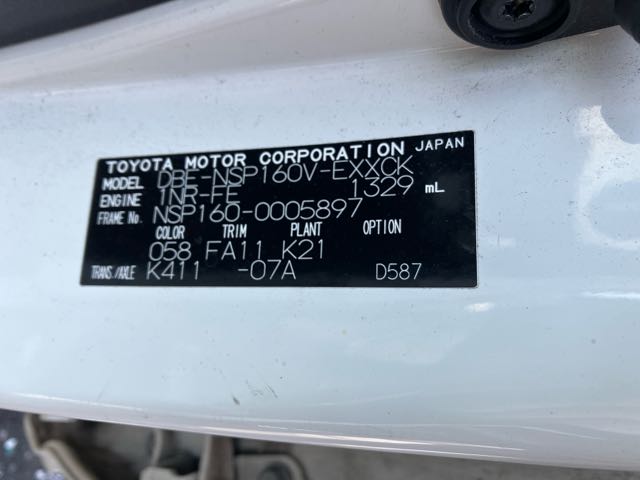 TOYOTA MOTOR CORPORATION JAPAN
MODEL DBE-NSP160V-EXXCK
ENGINE 1NR-FE 1329 mL
FRAME No. NSP160-0005897
COLOR TRIM PLANT OPTION
058 FA11 K21
TRANS./AXLE K411 -07A D587